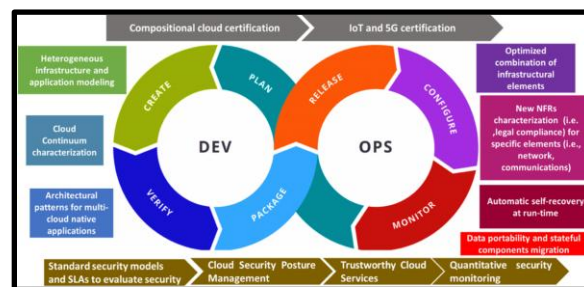 Compositional cloud certification
IoT and 5G certification
Heterogeneous
infrastructure and
application modeling
Cloud
Continuum
characterization
Architectural
patterns for multi-
cloud native
applications
CREATE
PLAN
VERIFY
PACKAGE
DEV
RELEASE
CONFIGURE
MONITOR
OPS
Optimized
combination of
infrastructural
elements
New NFRs
characterization (i.e.
,legal compliance) for
specific elements (i.e.,
network,
communications)
Automatic self-recovery
at run-time
Data portability and stateful
components migration
Standard security models
and SLAs to evaluate security
Cloud Security Posture
Management
Trustworthy Cloud
Services
Quantitative security
monitoring